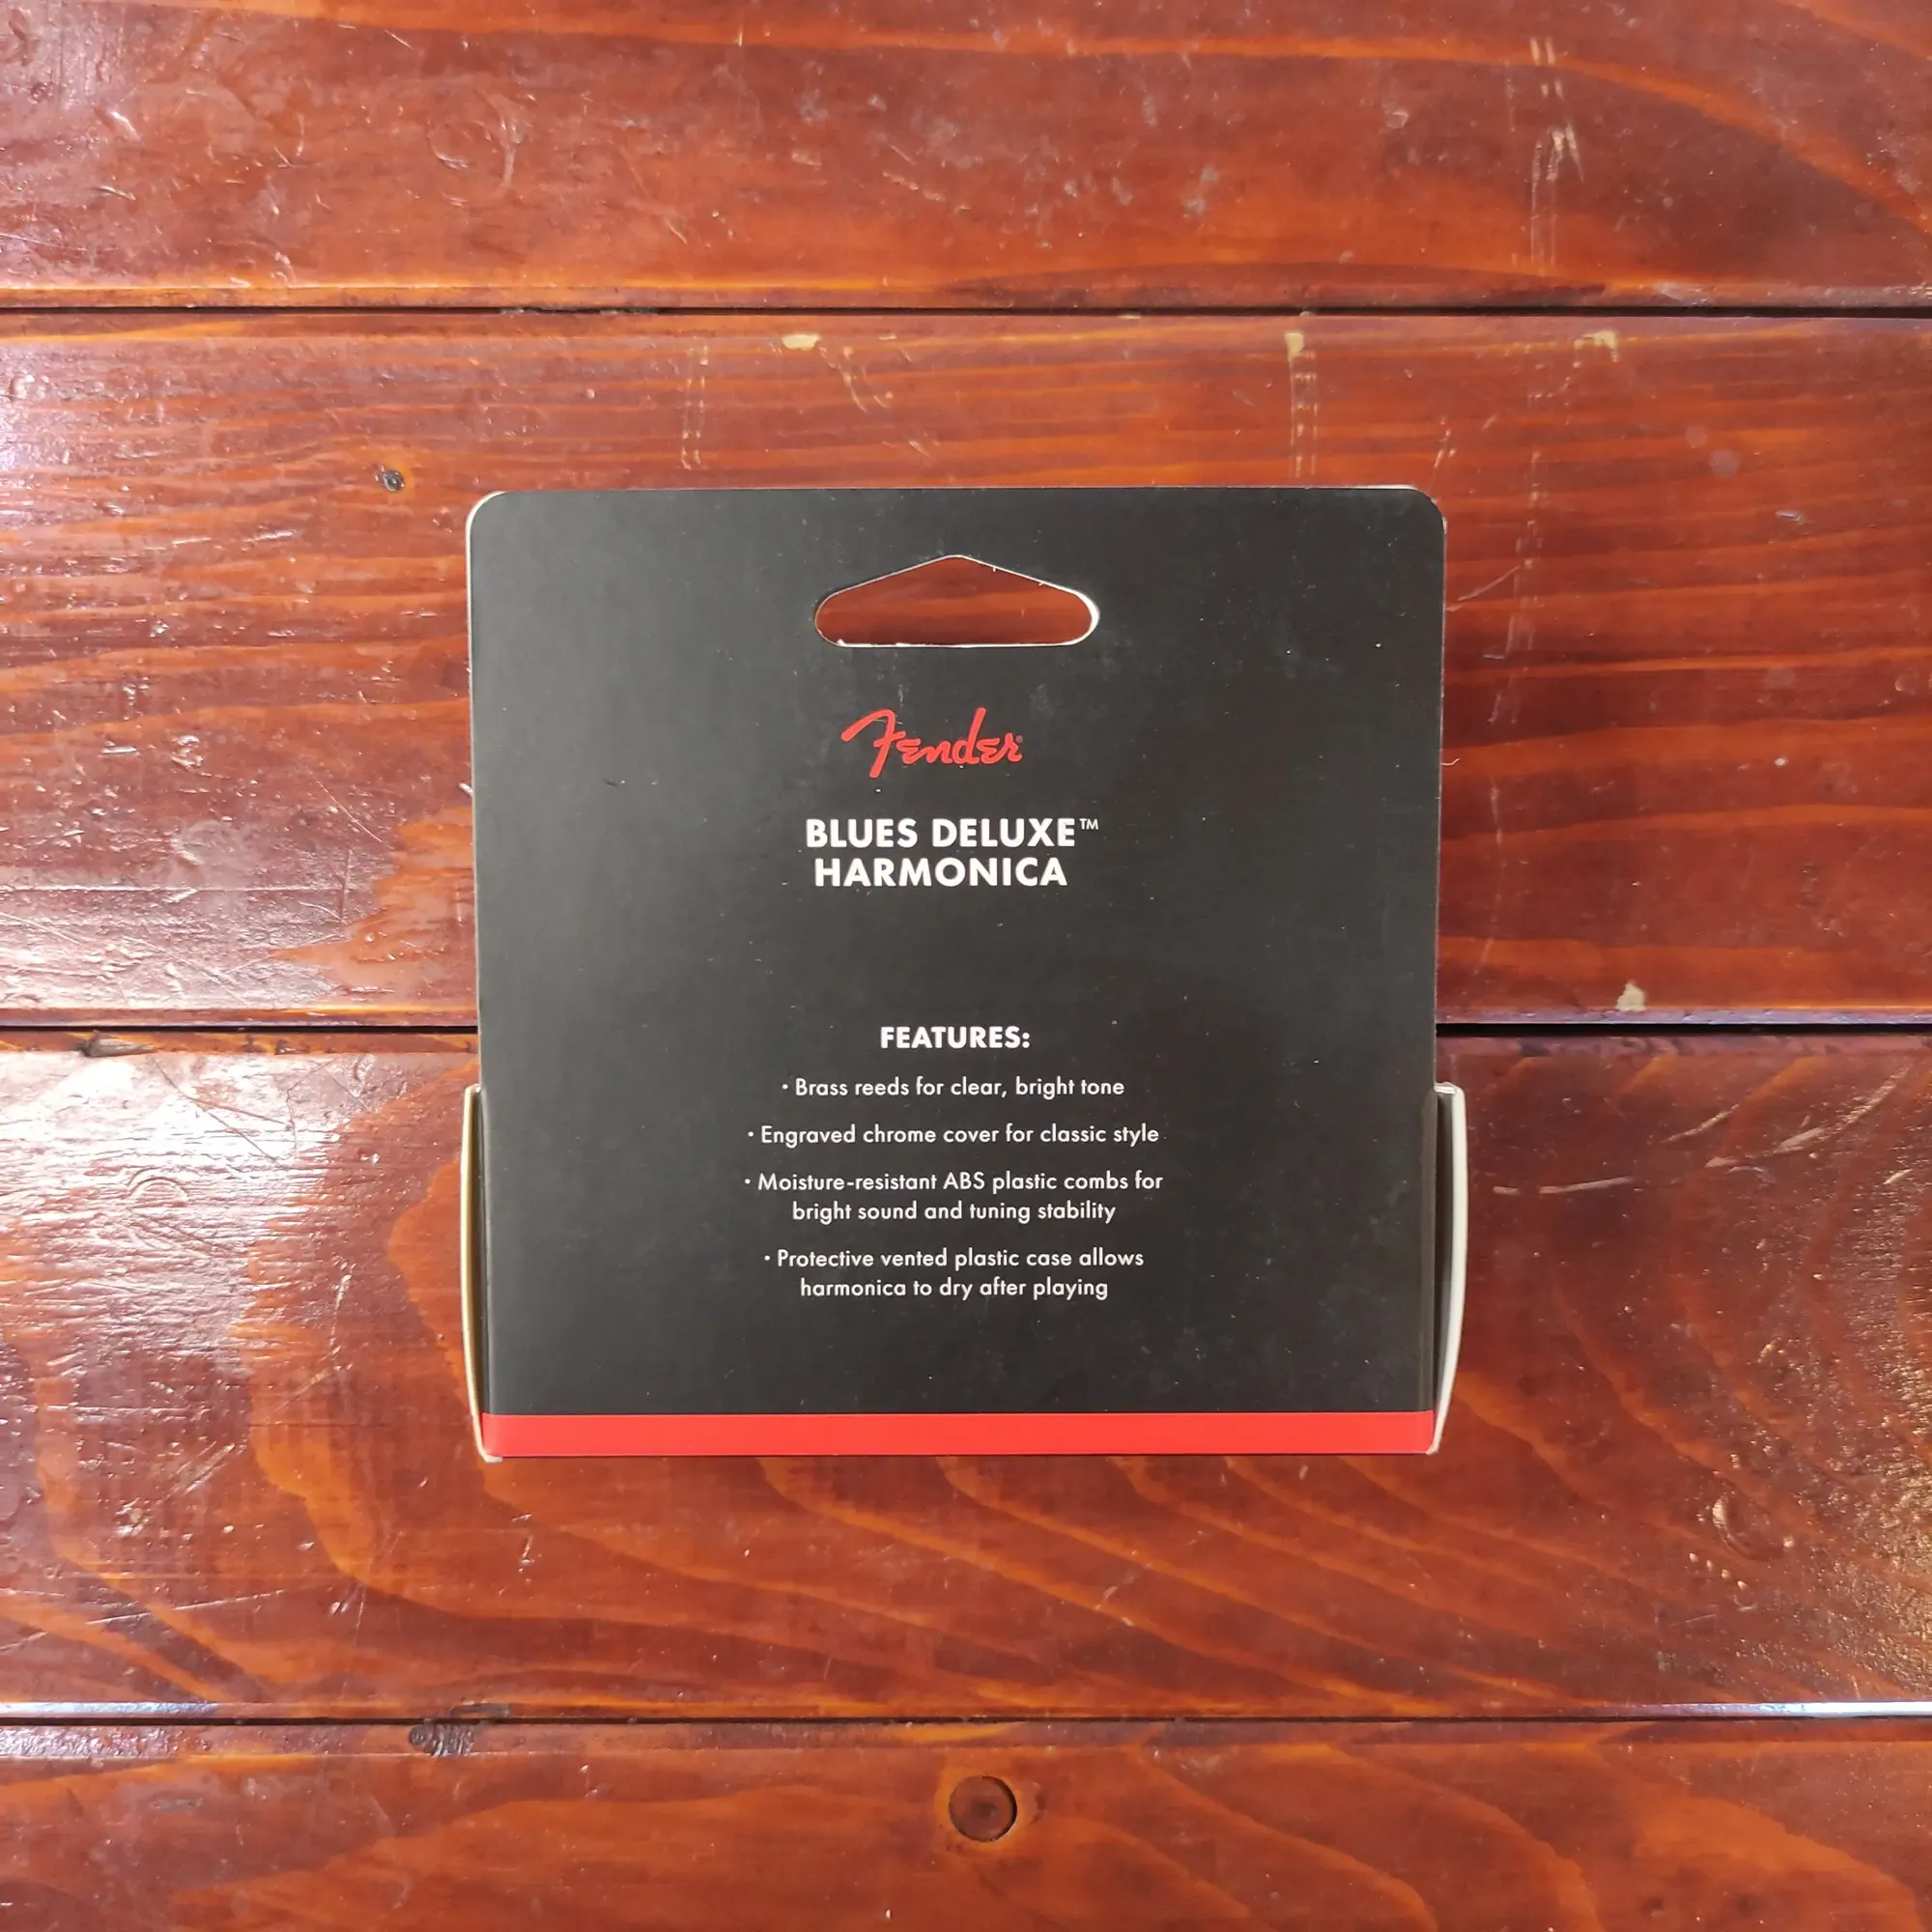 Fender®
BLUES DELUXE™
HARMONICA
FEATURES:
• Brass reeds for clear, bright tone
• Engraved chrome cover for classic style
• Moisture-resistant ABS plastic combs for
bright sound and tuning stability
• Protective vented plastic case allows
harmonica to dry after playing